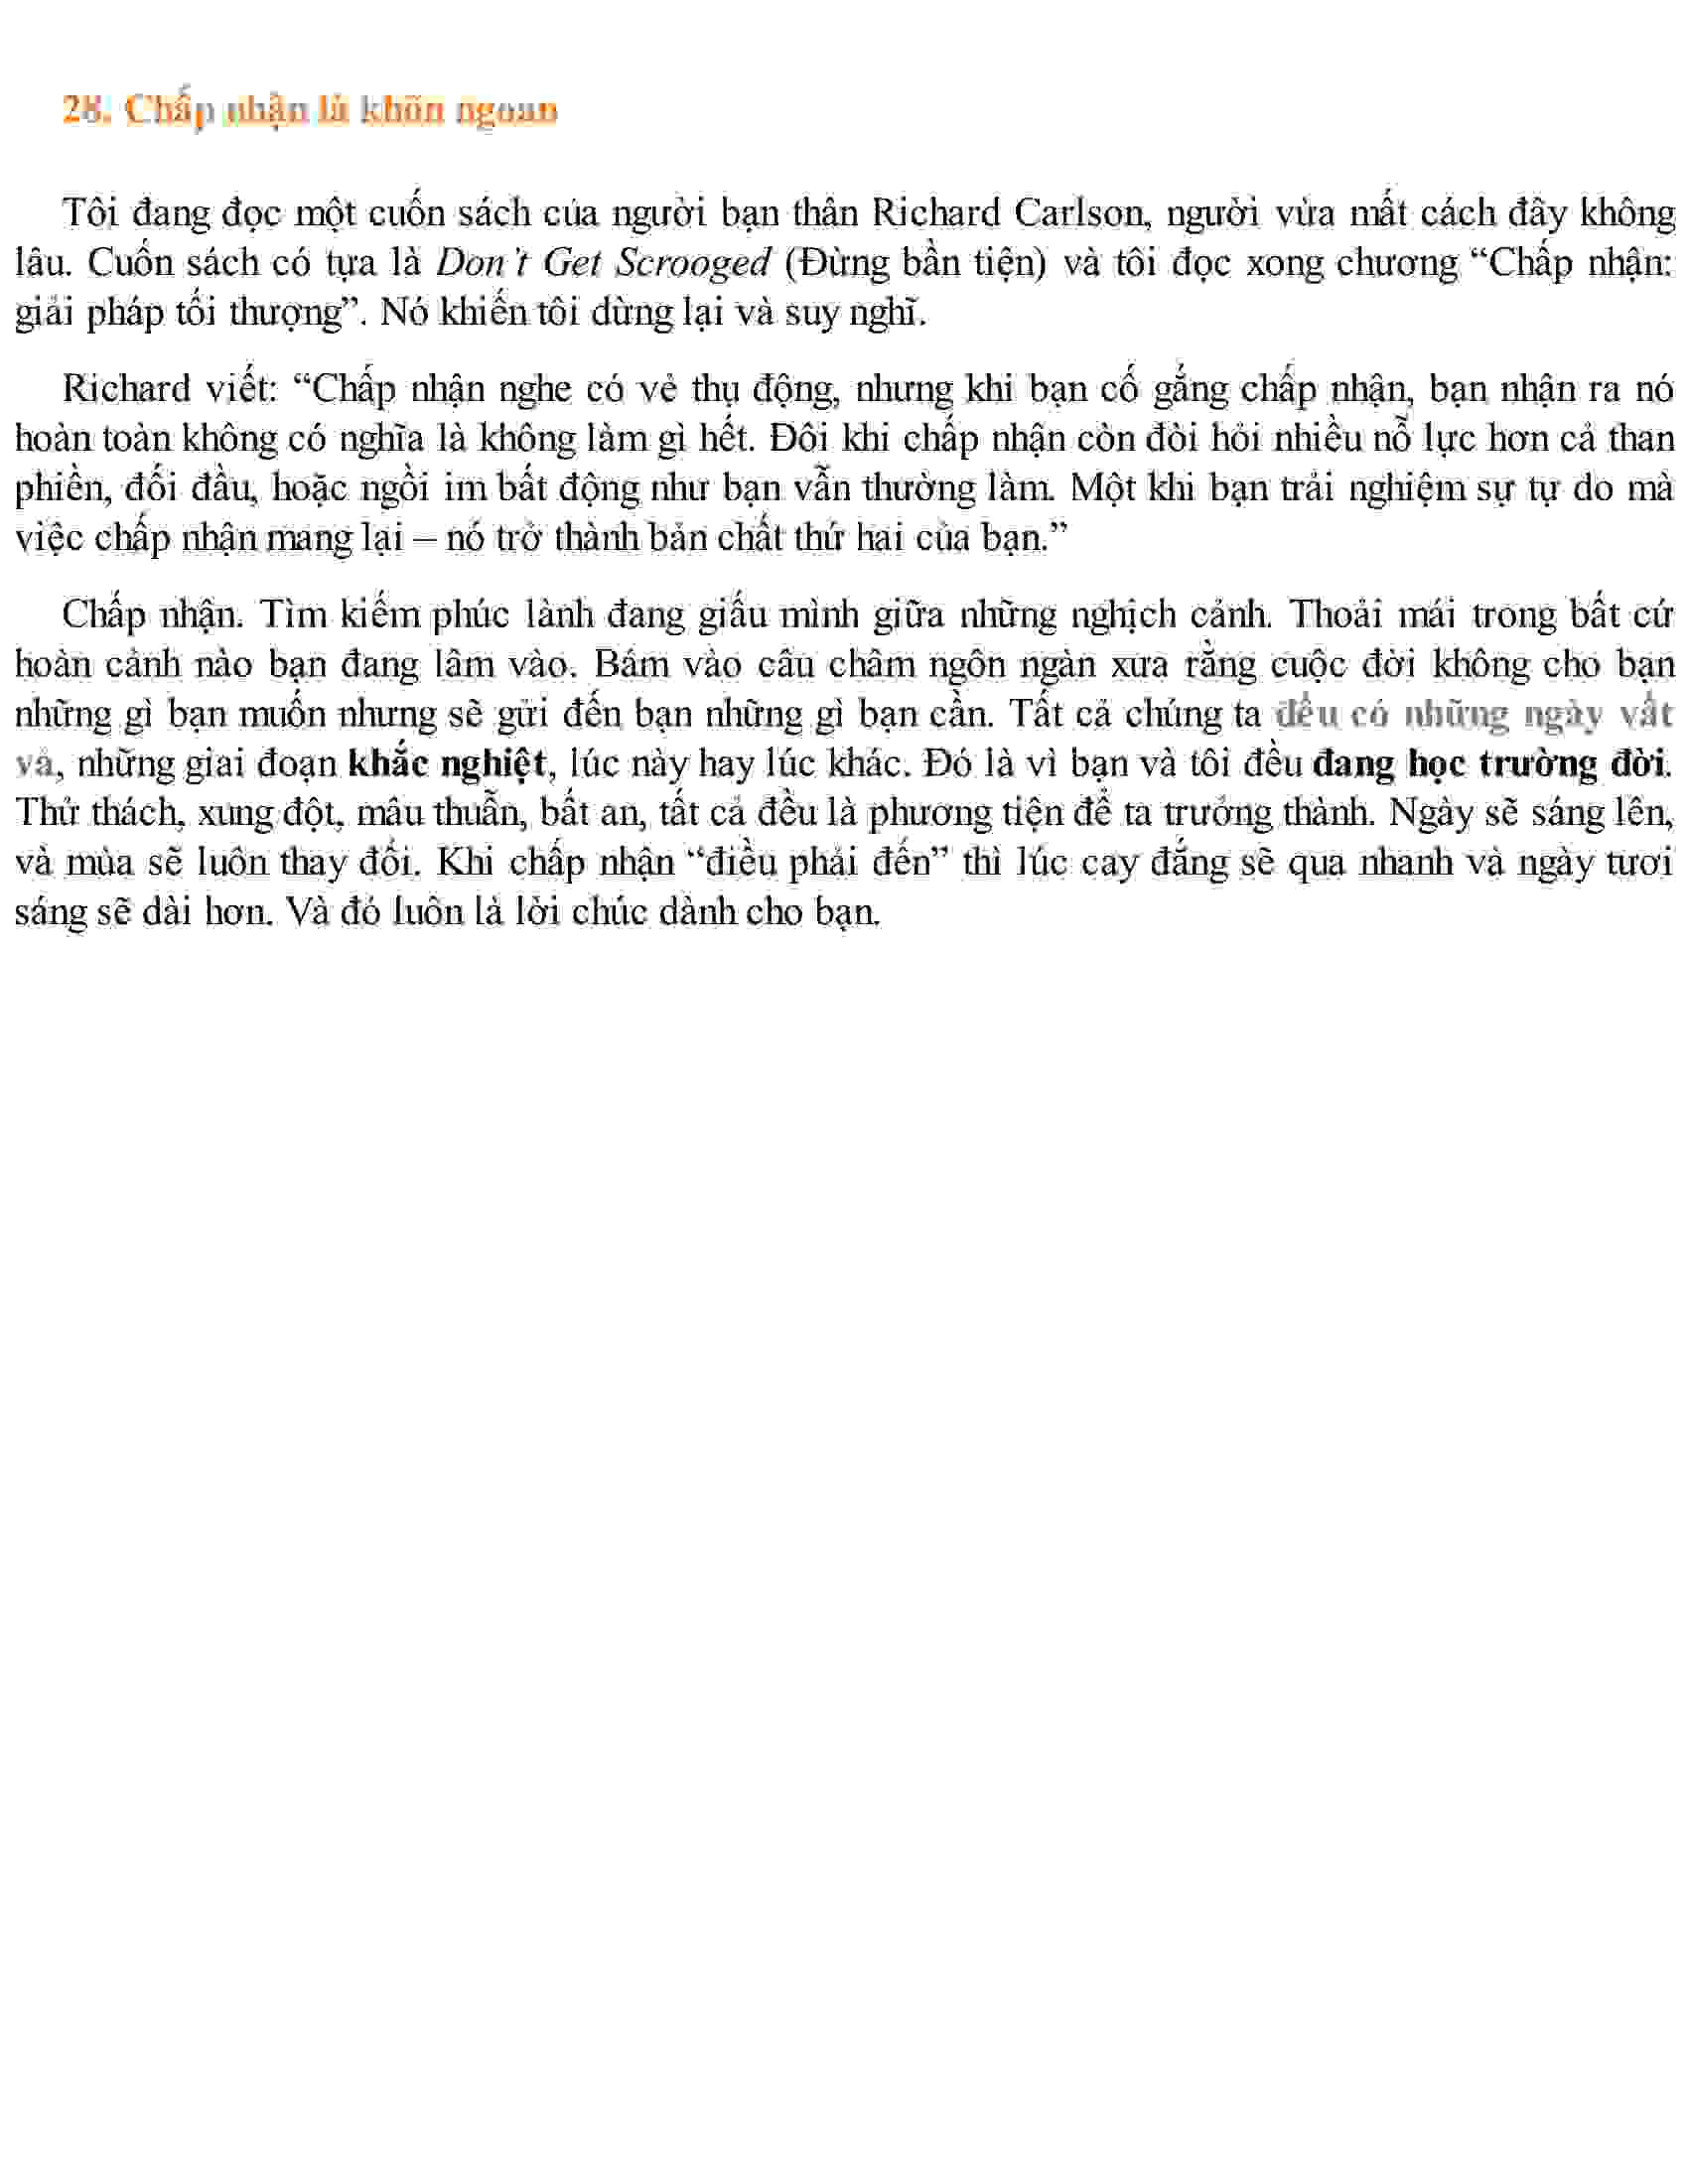 28. Chấp nhận là khôn ngoan
Tôi đang đọc một cuốn sách của người bạn thân Richard Carlson, người vừa mất cách đây không
lâu. Cuốn sách có tựa là Don't Get Scrooged (Đừng bần tiện) và tôi đọc xong chương “Chấp nhận:
giải pháp tối thượng”. Nó khiến tôi dừng lại và suy nghĩ.
Richard viết: “Chấp nhận nghe có vẻ thụ động, nhưng khi bạn cố gắng chấp nhận, bạn nhận ra nó
hoàn toàn không có nghĩa là không làm gì hết. Đôi khi chấp nhận còn đòi hỏi nhiều nỗ lực hơn cả than
phiền, đối đầu, hoặc ngồi im bất động như bạn vẫn thường làm. Một khi bạn trải nghiệm sự tự do mà
việc chấp nhận mang lại – nó trở thành bản chất thứ hai của bạn.”
Chấp nhận. Tìm kiếm phúc lành đang giấu mình giữa những nghịch cảnh. Thoải mái trong bất cứ
hoàn cảnh nào bạn đang lâm vào. Bám vào câu châm ngôn ngàn xưa rằng cuộc đời không cho bạn
những gì bạn muốn nhưng sẽ gửi đến bạn những gì bạn cần. Tất cả chúng ta đều có những ngày vất
vả, những giai đoạn khắc nghiệt, lúc này hay lúc khác. Đó là vì bạn và tôi đều đang học trường đời.
Thử thách, xung đột, mâu thuẫn, bất an, tất cả đều là phương tiện để ta trưởng thành. Ngày sẽ sáng lên,
và mùa sẽ luôn thay đổi. Khi chấp nhận “điều phải đến” thì lúc cay đắng sẽ qua nhanh và ngày tươi
sáng sẽ dài hơn. Và đó luôn là lời chúc dành cho bạn.